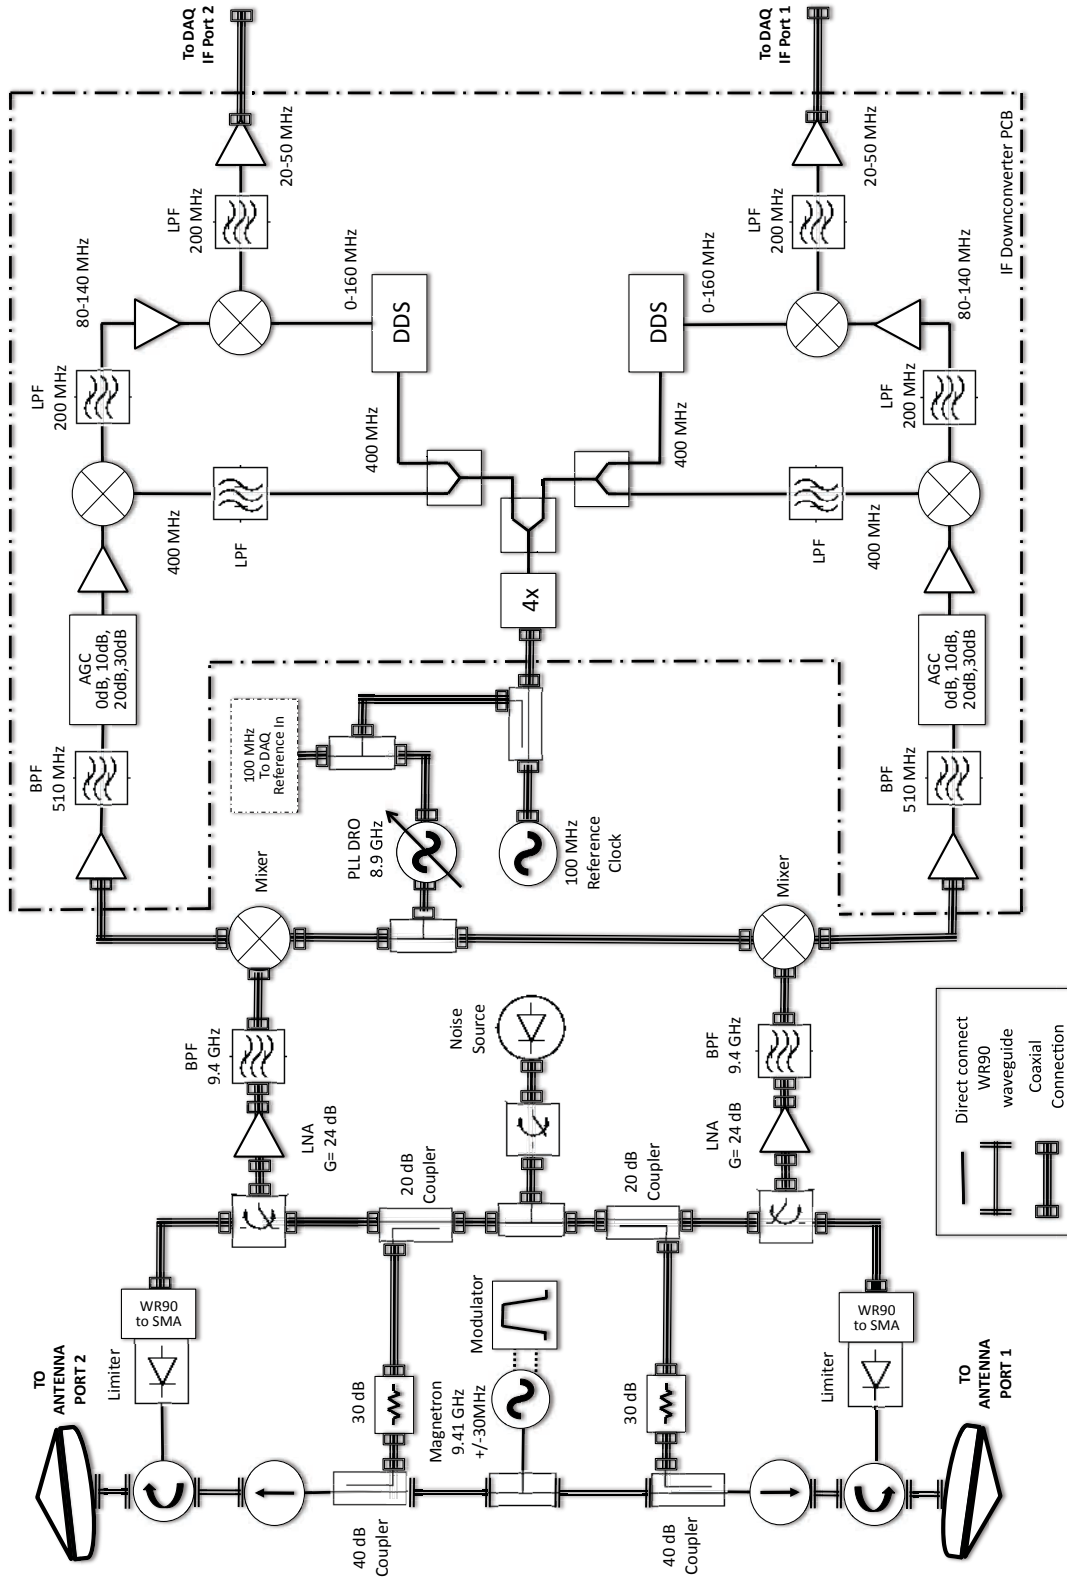 TO
ANTENNA
PORT 2
Limiter
WR90
to SMA
LNA
G= 24 dB
BPF
9.4 GHz
Mixer
BPF
510 MHz
AGC
0dB, 10dB,
20dB,30dB
400 MHz
LPF
LPF
200 MHz
80-140 MHz
LPF
200 MHz
20-50 MHz
To DAQ
IF Port 2
0-160 MHz
DDS
400 MHz
40 dB
Coupler
30 dB
20 dB
Coupler
Magnetron
9.41 GHz
+/-30MHz
Modulator
Noise
Source
PLL DRO
8.9 GHz
100 MHz
To DAQ
Reference In
100 MHz
Reference
Clock
4x
40 dB
Coupler
30 dB
20 dB
Coupler
DDS
400 MHz
0-160 MHz
TO
ANTENNA
PORT 1
Limiter
WR90
to SMA
LNA
G= 24 dB
BPF
9.4 GHz
Mixer
BPF
510 MHz
AGC
0dB, 10dB,
20dB,30dB
400 MHz
LPF
LPF
200 MHz
80-140 MHz
LPF
200 MHz
20-50 MHz
To DAQ
IF Port 1
IF Downconverter PCB
Direct connect
WR90
waveguide
Coaxial
Connection